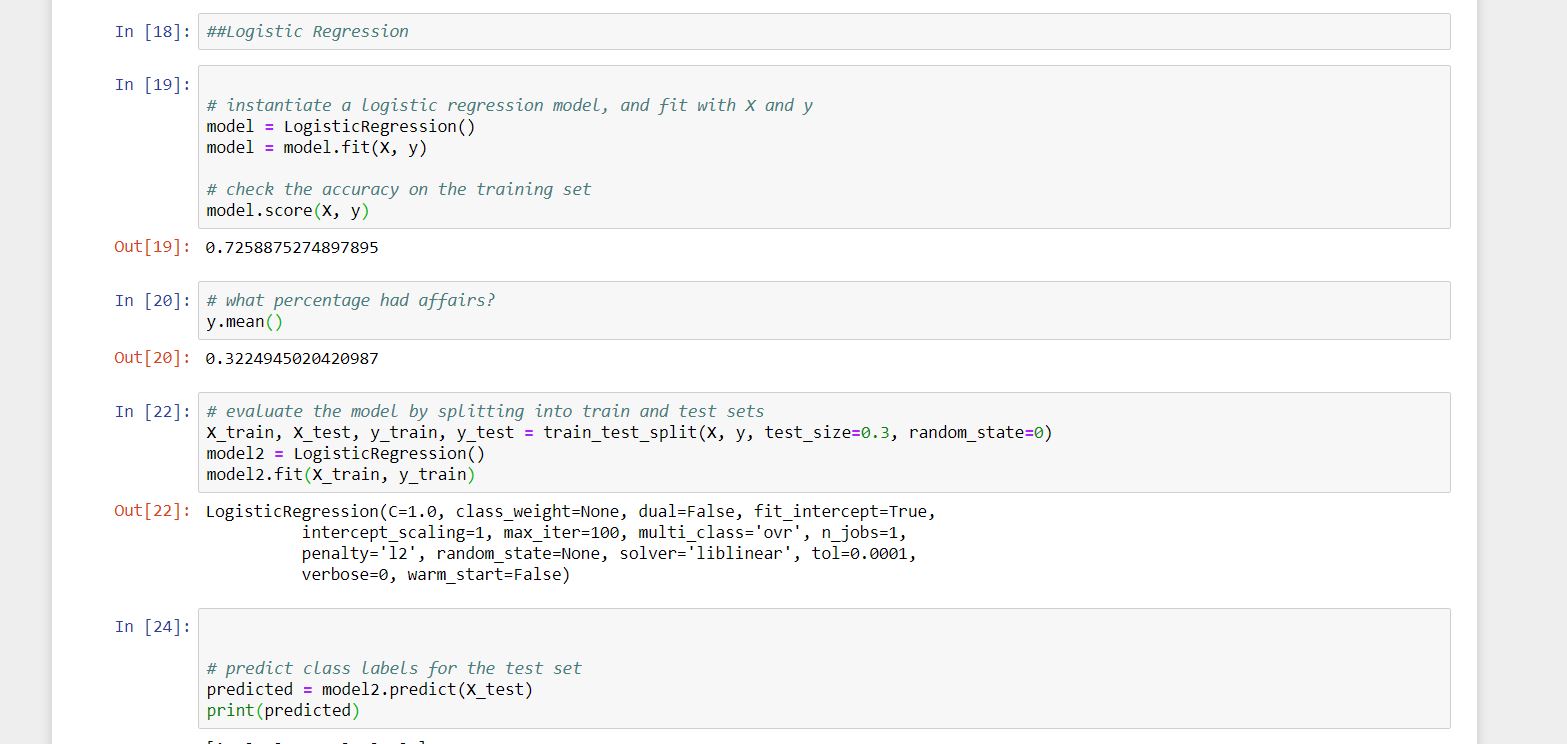 In [18]: ##Logistic Regression
In [19]:
# instantiate a logistic regression model, and fit with X and y
model = LogisticRegression()
model = model.fit(X, y)
# check the accuracy on the training set
model.score(X, y)
Out[19]: 0.7258875274897895
In [20]: # what percentage had affairs?
y.mean()
Out[20]: 0.3224945020420987
In [22]: # evaluate the model by splitting into train and test sets
X_train, X_test, y_train, y_test = train_test_split(X, y, test_size=0.3, random_state=0)
model2 = LogisticRegression()
model2.fit(X_train, y_train)
Out[22]: LogisticRegression(C=1.0, class_weight=None, dual=False, fit_intercept=True,
intercept_scaling=1, max_iter=100, multi_class='ovr', n_jobs=1,
penalty='l2', random_state=None, solver='liblinear', tol=0.0001,
verbose=0, warm_start=False)
In [24]:
# predict class labels for the test set
predicted = model2.predict(X_test)
print(predicted)